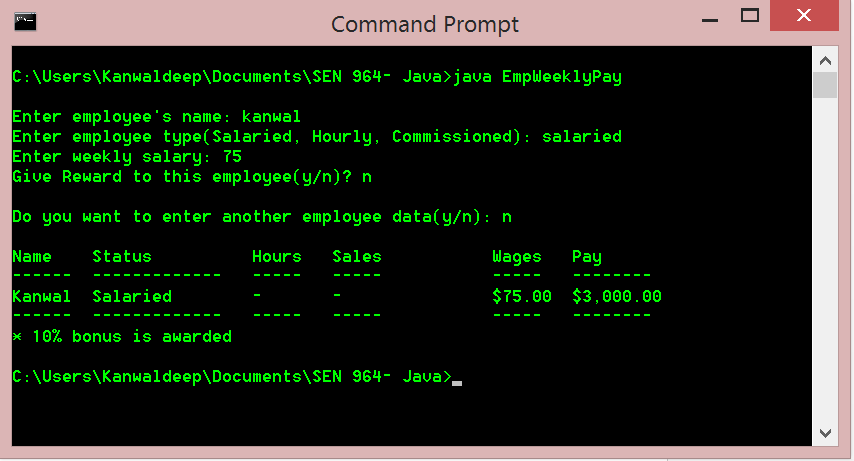 Command Prompt
C:\Users\Kanwaldeep\Documents\SEN 964- Java>java EmpWeeklyPay
Enter employee's name: kanwal
Enter employee type(Salaried, Hourly, Commissioned): salaried
Enter weekly salary: 75
Give Reward to this employee(y/n)? n
Do you want to enter another employee data(y/n): n
Name    Status          Hours   Sales           Wages   Pay
------  -------------   -----   -----           -----   --------
Kanwal  Salaried        -       -               $75.00  $3,000.00
------  -------------   -----   -----           -----   --------
* 10% bonus is awarded
C:\Users\Kanwaldeep\Documents\SEN 964- Java>